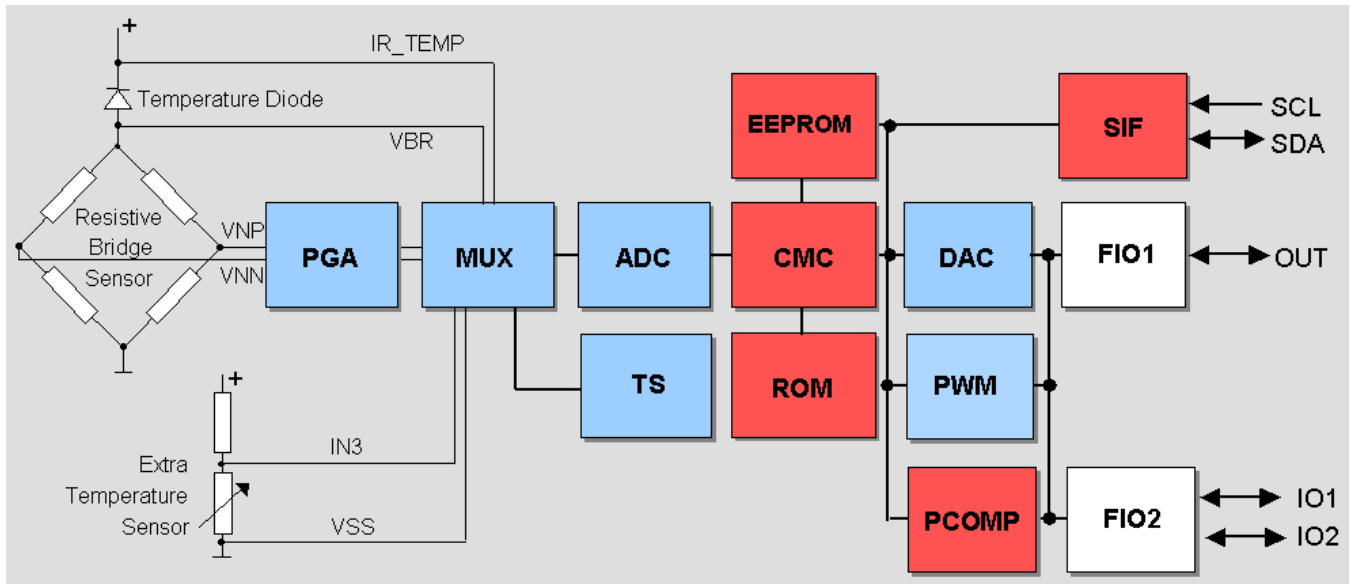 +
IR_TEMP
Temperature Diode
VBR
EEPROM
SIF
SCL
SDA
Resistive
Bridge
Sensor
VNP
VNN
PGA
MUX
ADC
CMC
DAC
FIO1
OUT
TS
ROM
PWM
+
IN3
Extra
Temperature
Sensor
VSS
PCOMP
FIO2
IO1
IO2